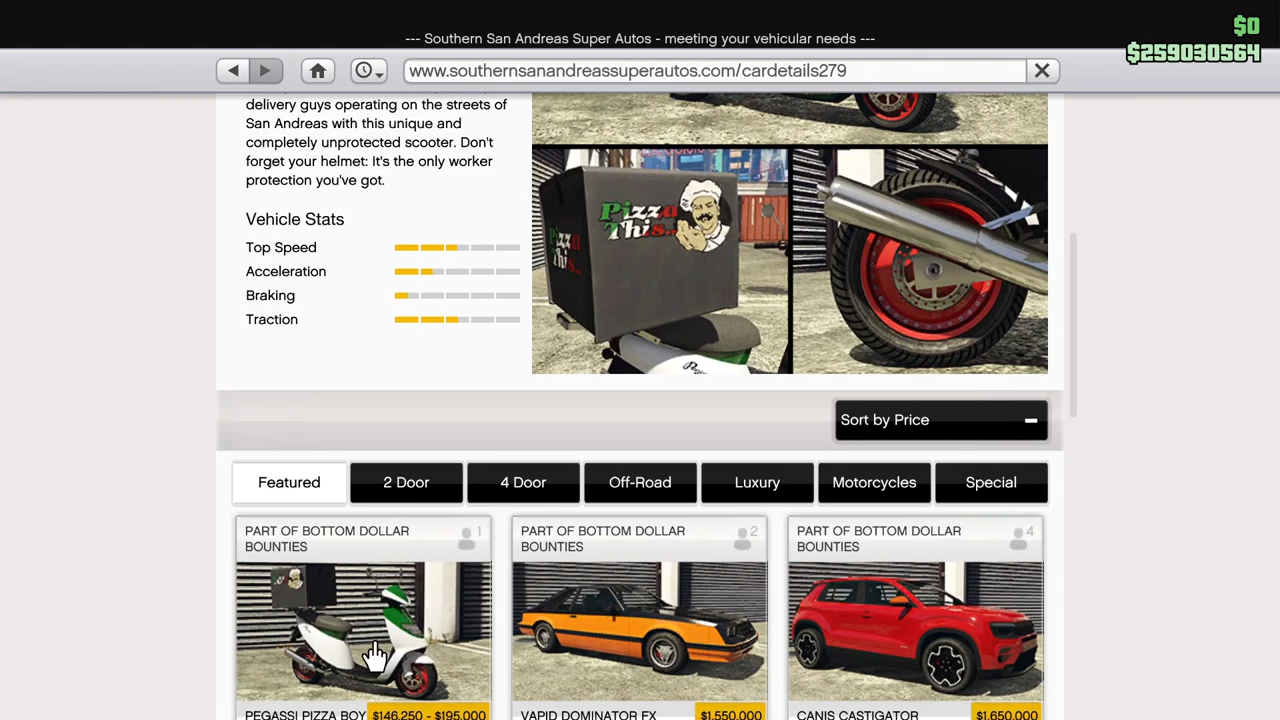 $0
--- Southern San Andreas Super Autos - meeting your vehicular needs ---
$259030564
www.southernsanandreassuperautos.com/cardetails279
delivery guys operating on the streets of
San Andreas with this unique and
completely unprotected scooter. Don't
forget your helmet: It's the only worker
protection you've got.
Vehicle Stats
Top Speed
Acceleration
Braking
Traction
Pizza
This..
Pizza
This..
Sort by Price
Featured
2 Door
4 Door
Off-Road
Luxury
Motorcycles
Special
PART OF BOTTOM DOLLAR
BOUNTIES
1
PART OF BOTTOM DOLLAR
BOUNTIES
2
PART OF BOTTOM DOLLAR
BOUNTIES
4
PEGASSI PIZZA BOY
$146,250 - $195,000
VAPID DOMINATOR FX
$1,550,000
CANIS CASTIGATOR
$1,650,000